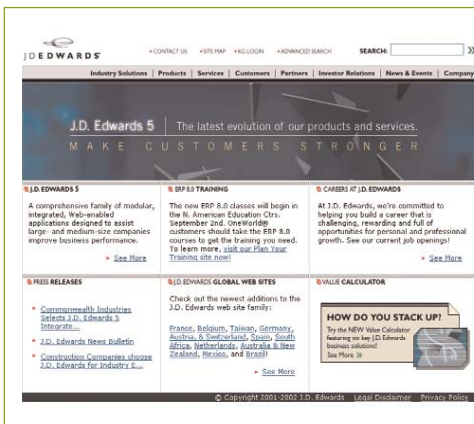 JDEDWARDS
CONTACT US SITE MAP KG LOGIN ADVANCED SEARCH SEARCH:
Industry Solutions | Products | Services | Customers | Partners | Investor Relations | News & Events | Company
J.D. Edwards 5 | The latest evolution of our products and services.
MAKE CUSTOMERS STRONGER
J.D. EDWARDS 5
A comprehensive family of modular,
integrated, Web-enabled
applications designed to assist
large- and medium-size companies
improve business performance.
See More
ERP 8.0 TRAINING
The new ERP 8.0 classes will begin in
the N. American Education Ctrs.
September 2nd. OneWorld®
customers should take the ERP 8.0
courses to get the training you need.
To learn more, visit our Plan Your
Training site now!
CAREERS AT J.D. EDWARDS
At J.D. Edwards, we're committed to
helping you build a career that is
challenging, rewarding and full of
opportunities for personal and professional
growth. See our current job openings!
See More
PRESS RELEASES
Commonwealth Industries
Selects J.D. Edwards 5
Integrate...
J.D. Edwards News Bulletin
Construction Companies choose
J.D. Edwards for Industry E...
J.D. EDWARDS GLOBAL WEB SITES
Check out the newest additions to the
J.D. Edwards web site family:
France, Belgium, Taiwan, Germany,
Austria, & Switzerland, Spain, South
Africa, Netherlands, Australia & New
Zealand, Mexico, and Brazil!
See More
VALUE CALCULATOR
HOW DO YOU STACK UP?
Try the NEW Value Calculator
featuring six key J.D. Edwards
business solutions!
See More »
© Copyright 2001-2002 J.D. Edwards Legal Disclaimer Privacy Policy